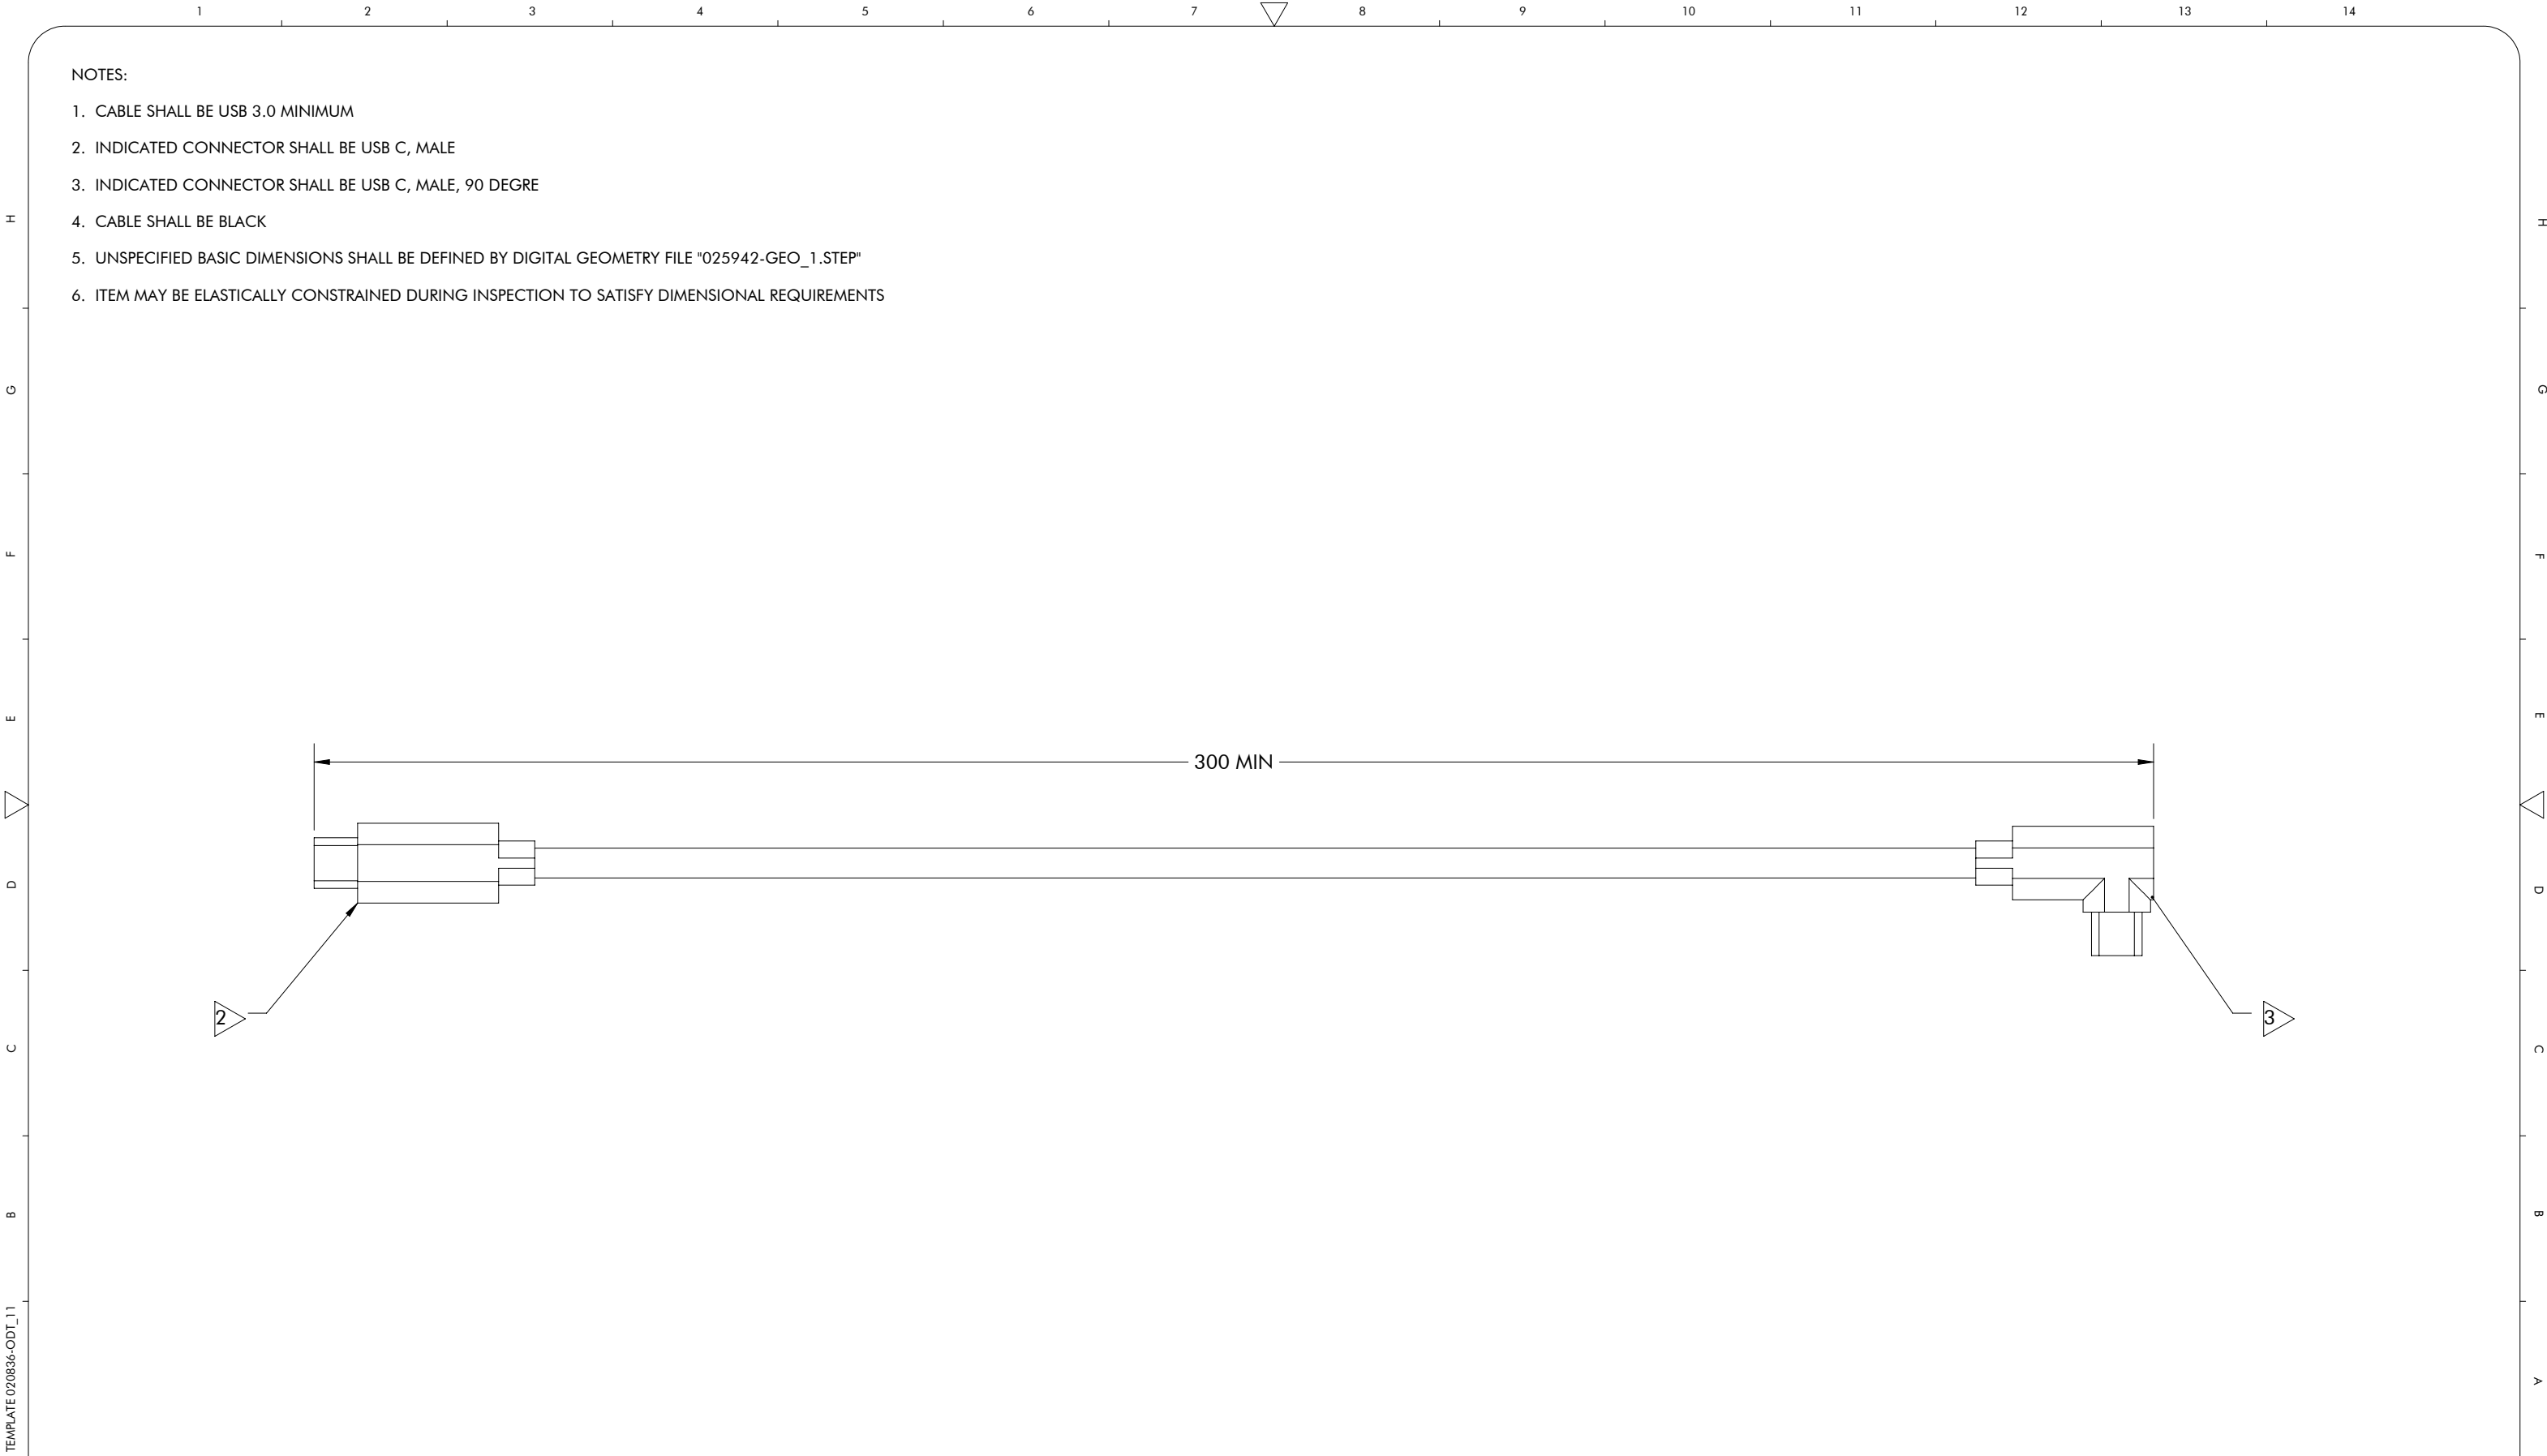 1 2 3 4 5 6 7 8 9 10 11 12 13 14
NOTES:
1. CABLE SHALL BE USB 3.0 MINIMUM
2. INDICATED CONNECTOR SHALL BE USB C, MALE
3. INDICATED CONNECTOR SHALL BE USB C, MALE, 90 DEGRE
4. CABLE SHALL BE BLACK
5. UNSPECIFIED BASIC DIMENSIONS SHALL BE DEFINED BY DIGITAL GEOMETRY FILE "025942-GEO_1.STEP"
6. ITEM MAY BE ELASTICALLY CONSTRAINED DURING INSPECTION TO SATISFY DIMENSIONAL REQUIREMENTS
H H
G G
F F
E E
300 MIN
D D
2 3
C C
B B
A
TEMPLATE 020836-ODT_11